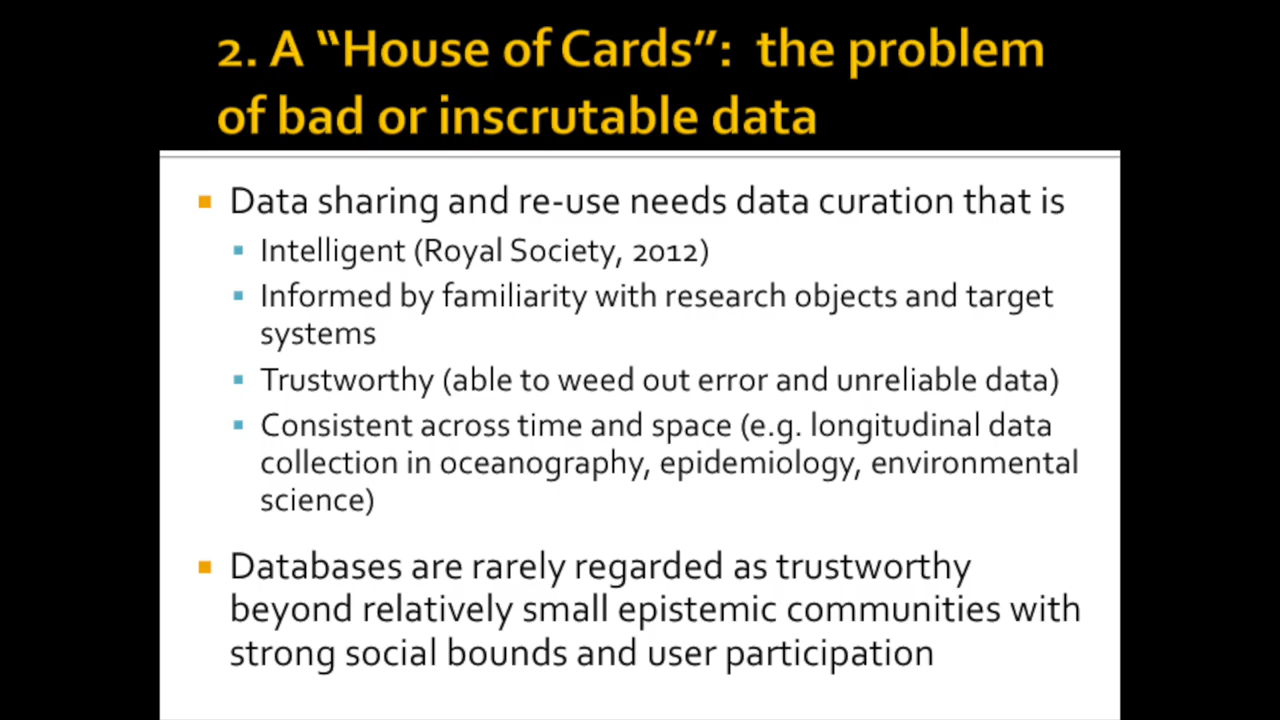 2. A “House of Cards”: the problem
of bad or inscrutable data
Data sharing and re-use needs data curation that is
Intelligent (Royal Society, 2012)
Informed by familiarity with research objects and target
systems
Trustworthy (able to weed out error and unreliable data)
Consistent across time and space (e.g. longitudinal data
collection in oceanography, epidemiology, environmental
science)
Databases are rarely regarded as trustworthy
beyond relatively small epistemic communities with
strong social bounds and user participation